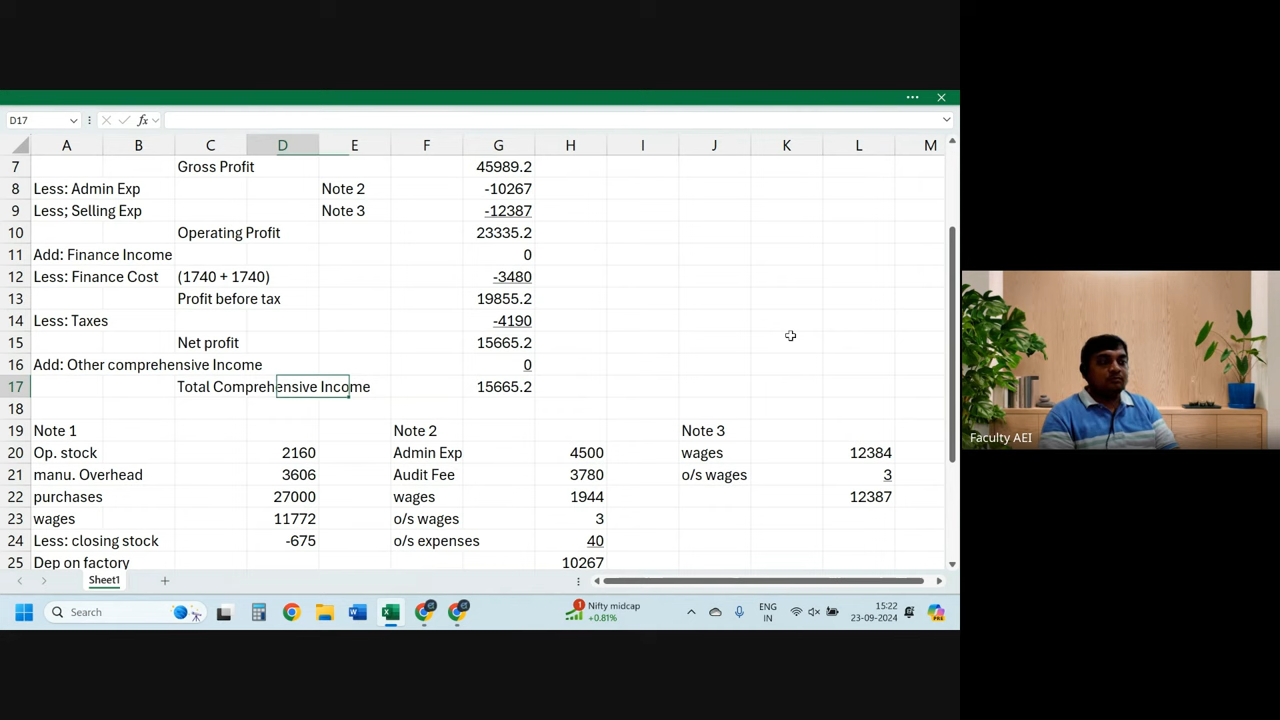 D17 fx
A B C D E F G H I J K L M
7 Gross Profit 45989.2
8 Less: Admin Exp Note 2 -10267
9 Less; Selling Exp Note 3 -12387
10 Operating Profit 23335.2
11 Add: Finance Income 0
12 Less: Finance Cost (1740 + 1740) -3480
13 Profit before tax 19855.2
14 Less: Taxes -4190
15 Net profit 15665.2
16 Add: Other comprehensive Income 0
17 Total Comprehensive Income 15665.2
18
19 Note 1 Note 2 Note 3
20 Op. stock 2160 Admin Exp 4500 wages 12384
21 manu. Overhead 3606 Audit Fee 3780 o/s wages 3
22 purchases 27000 wages 1944 12387
23 wages 11772 o/s wages 3
24 Less: closing stock -675 o/s expenses 40
25 Dep on factory 10267
Sheet1
Faculty AEI
Search
1 Nifty midcap
+0.81%
ENG
IN
15:22
23-09-2024